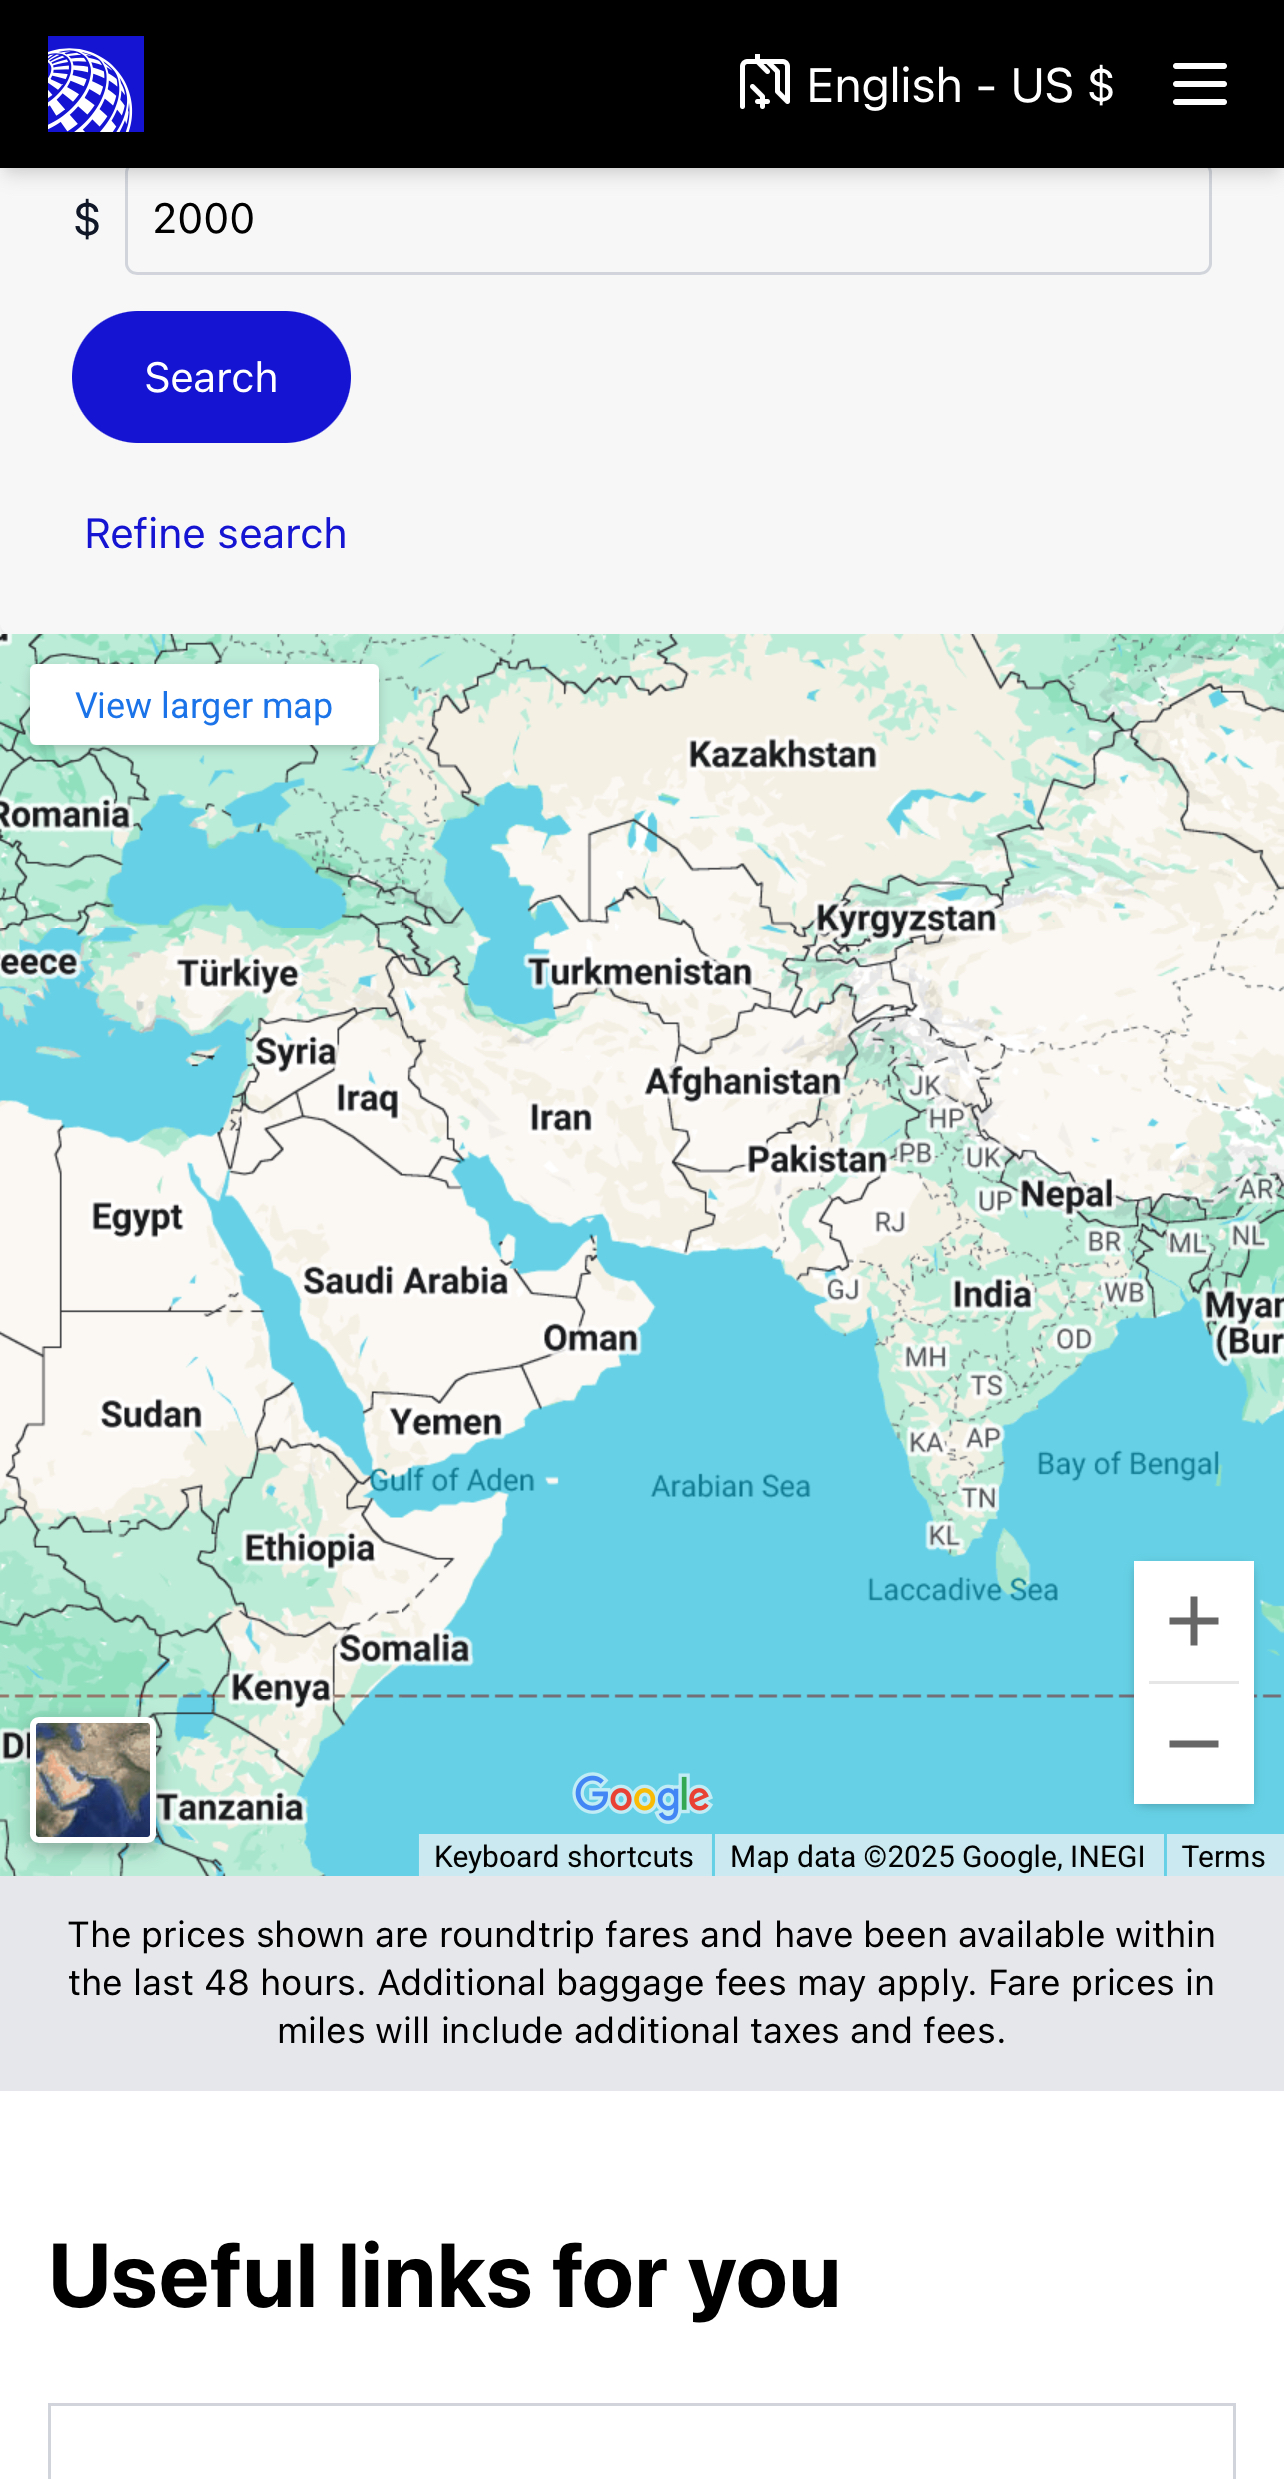 English - US $
$ 2000
Search
Refine search
View larger map
Kazakhstan
Romania
Kyrgyzstan
eece
Türkiye
Turkmenistan
Syria
Afghanistan
JK
Iraq
Iran
HP
Pakistan
PB
UK
UP
Nepal
AR
Egypt
RJ
BR
ML
NL
Saudi Arabia
GJ
India
WB
Myar
(Bur
Oman
OD
MH
TS
Sudan
Yemen
KA
AP
Gulf of Aden
Arabian Sea
Bay of Bengal
TN
Ethiopia
KL
Laccadive Sea
Somalia
Kenya
Tanzania
Google
Keyboard shortcuts
Map data ©2025 Google, INEGI
Terms
The prices shown are roundtrip fares and have been available within
the last 48 hours. Additional baggage fees may apply. Fare prices in
miles will include additional taxes and fees.
Useful links for you